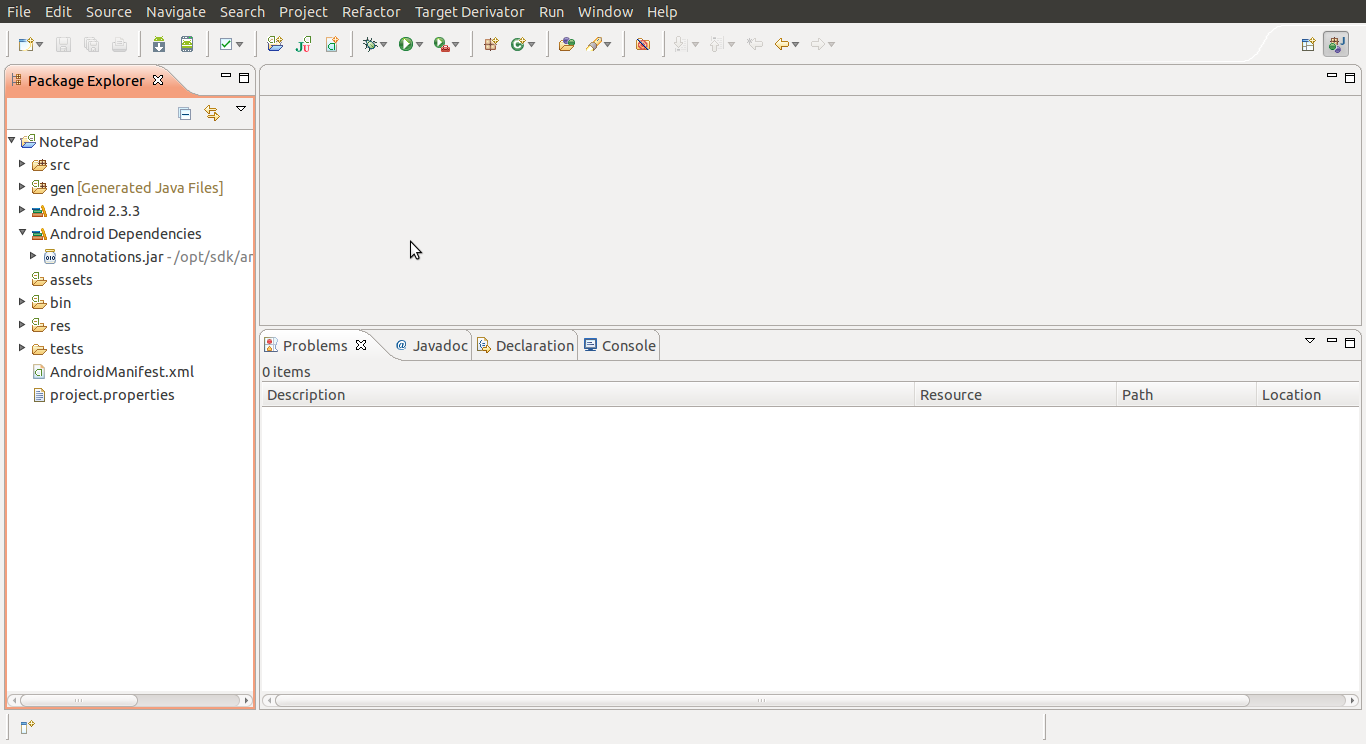 File Edit Source Navigate Search Project Refactor Target Derivator Run Window Help
Package Explorer
NotePad
src
gen [Generated Java Files]
Android 2.3.3
Android Dependencies
annotations.jar - /opt/sdk/ar
assets
bin
res
tests
AndroidManifest.xml
project.properties
Problems Javadoc Declaration Console
0 items
Description Resource Path Location